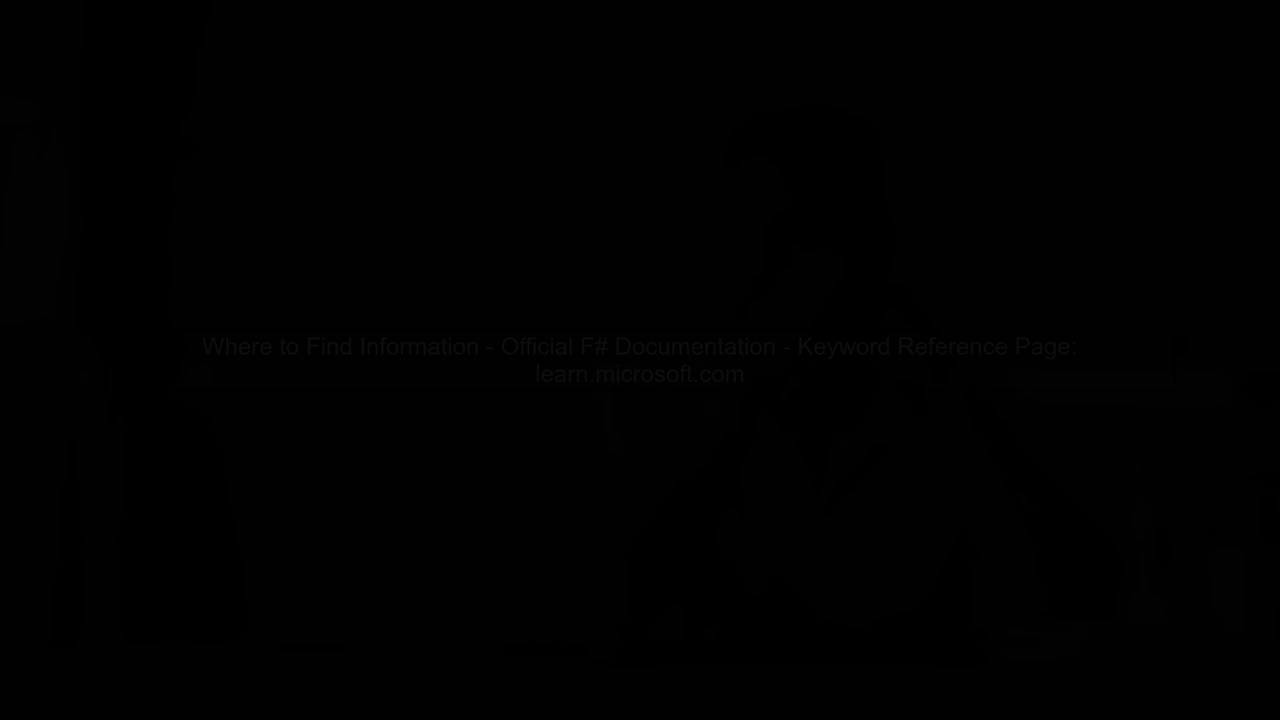 Where to Find Information - Official F# Documentation - Keyword Reference Page:
learn.microsoft.com